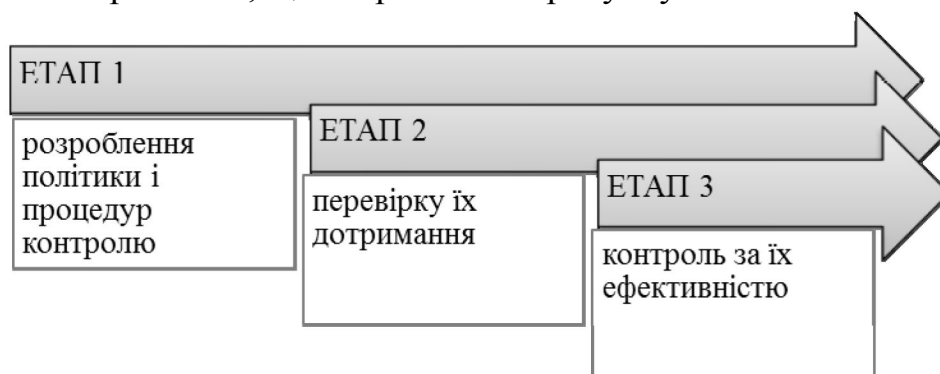 ЕТАП 1
розроблення
політики і
процедур
контролю
ЕТАП 2
перевірку їх
дотримання
ЕТАП 3
контроль за їх
ефективністю